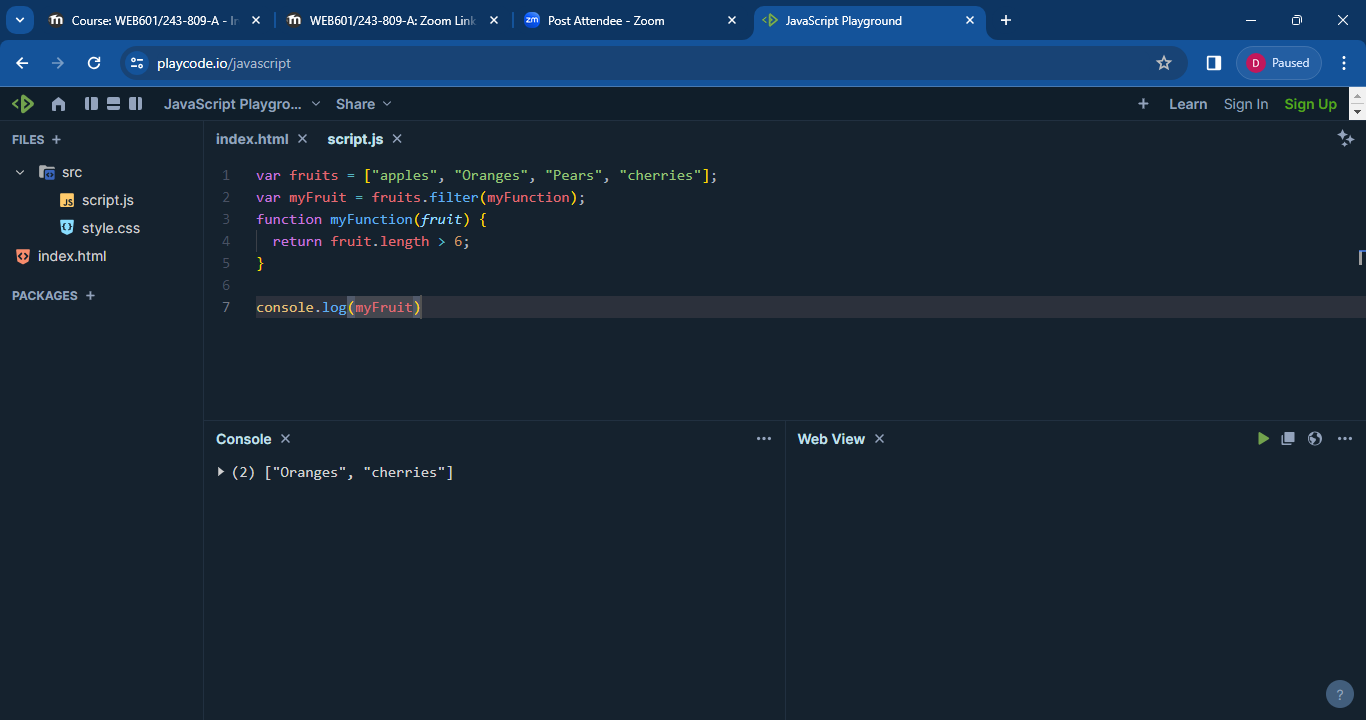 Course: WEB601/243-809-A - In
WEB601/243-809-A: Zoom Link
zm Post Attendee - Zoom
JavaScript Playground
playcode.io/javascript
D Paused
JavaScript Playgro... Share
+ Learn Sign In Sign Up
FILES +
src
JS script.js
style.css
index.html
PACKAGES +
index.html script.js
1 var fruits = ["apples", "Oranges", "Pears", "cherries"];
2 var myFruit = fruits.filter(myFunction);
3 function myFunction(fruit) {
4 return fruit.length > 6;
5 }
6
7 console.log(myFruit)
Console
(2) ["Oranges", "cherries"]
Web View
?